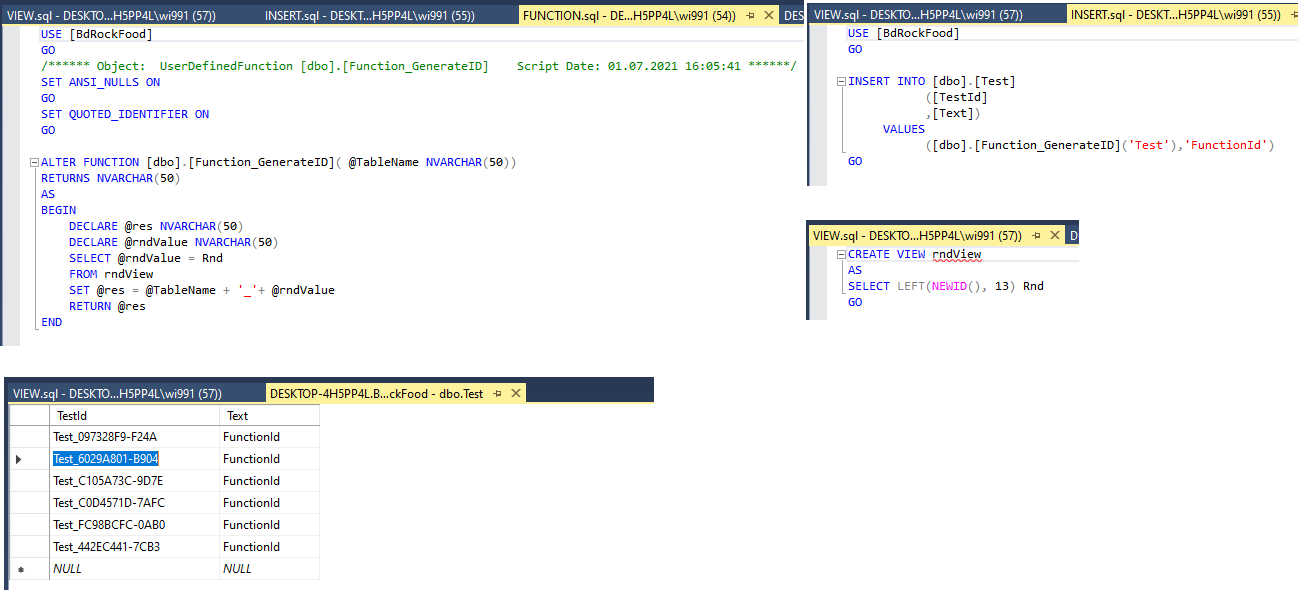 VIEW.sql - DESKTO...H5PP4L\wi991 (57))
INSERT.sql - DESKT...H5PP4L\wi991 (55))
FUNCTION.sql - DE...H5PP4L\wi991 (54))
DES
USE [BdRockFood]
GO
/****** Object:  UserDefinedFunction [dbo].[Function_GenerateID]    Script Date: 01.07.2021 16:05:41 ******/
SET ANSI_NULLS ON
GO
SET QUOTED_IDENTIFIER ON
GO
ALTER FUNCTION [dbo].[Function_GenerateID]( @TableName NVARCHAR(50))
RETURNS NVARCHAR(50)
AS
BEGIN
DECLARE @res NVARCHAR(50)
DECLARE @rndValue NVARCHAR(50)
SELECT @rndValue = Rnd
FROM rndView
SET @res = @TableName + '_'+ @rndValue
RETURN @res
END
VIEW.sql - DESKTO...H5PP4L\wi991 (57))
INSERT.sql - DESKT...H5PP4L\wi991 (55))
USE [BdRockFood]
GO
INSERT INTO [dbo].[Test]
([TestId]
,[Text])
VALUES
([dbo].[Function_GenerateID]('Test'),'FunctionId')
GO
VIEW.sql - DESKTO...H5PP4L\wi991 (57))
D
CREATE VIEW rndView
AS
SELECT LEFT(NEWID(), 13) Rnd
GO
VIEW.sql - DESKTO...H5PP4L\wi991 (57))
DESKTOP-4H5PP4L.B...ckFood - dbo.Test
TestId Text
Test_097328F9-F24A FunctionId
Test_6029A801-B904 FunctionId
Test_C105A73C-9D7E FunctionId
Test_C0D4571D-7AFC FunctionId
Test_FC98BCFC-0AB0 FunctionId
Test_442EC441-7CB3 FunctionId
NULL NULL